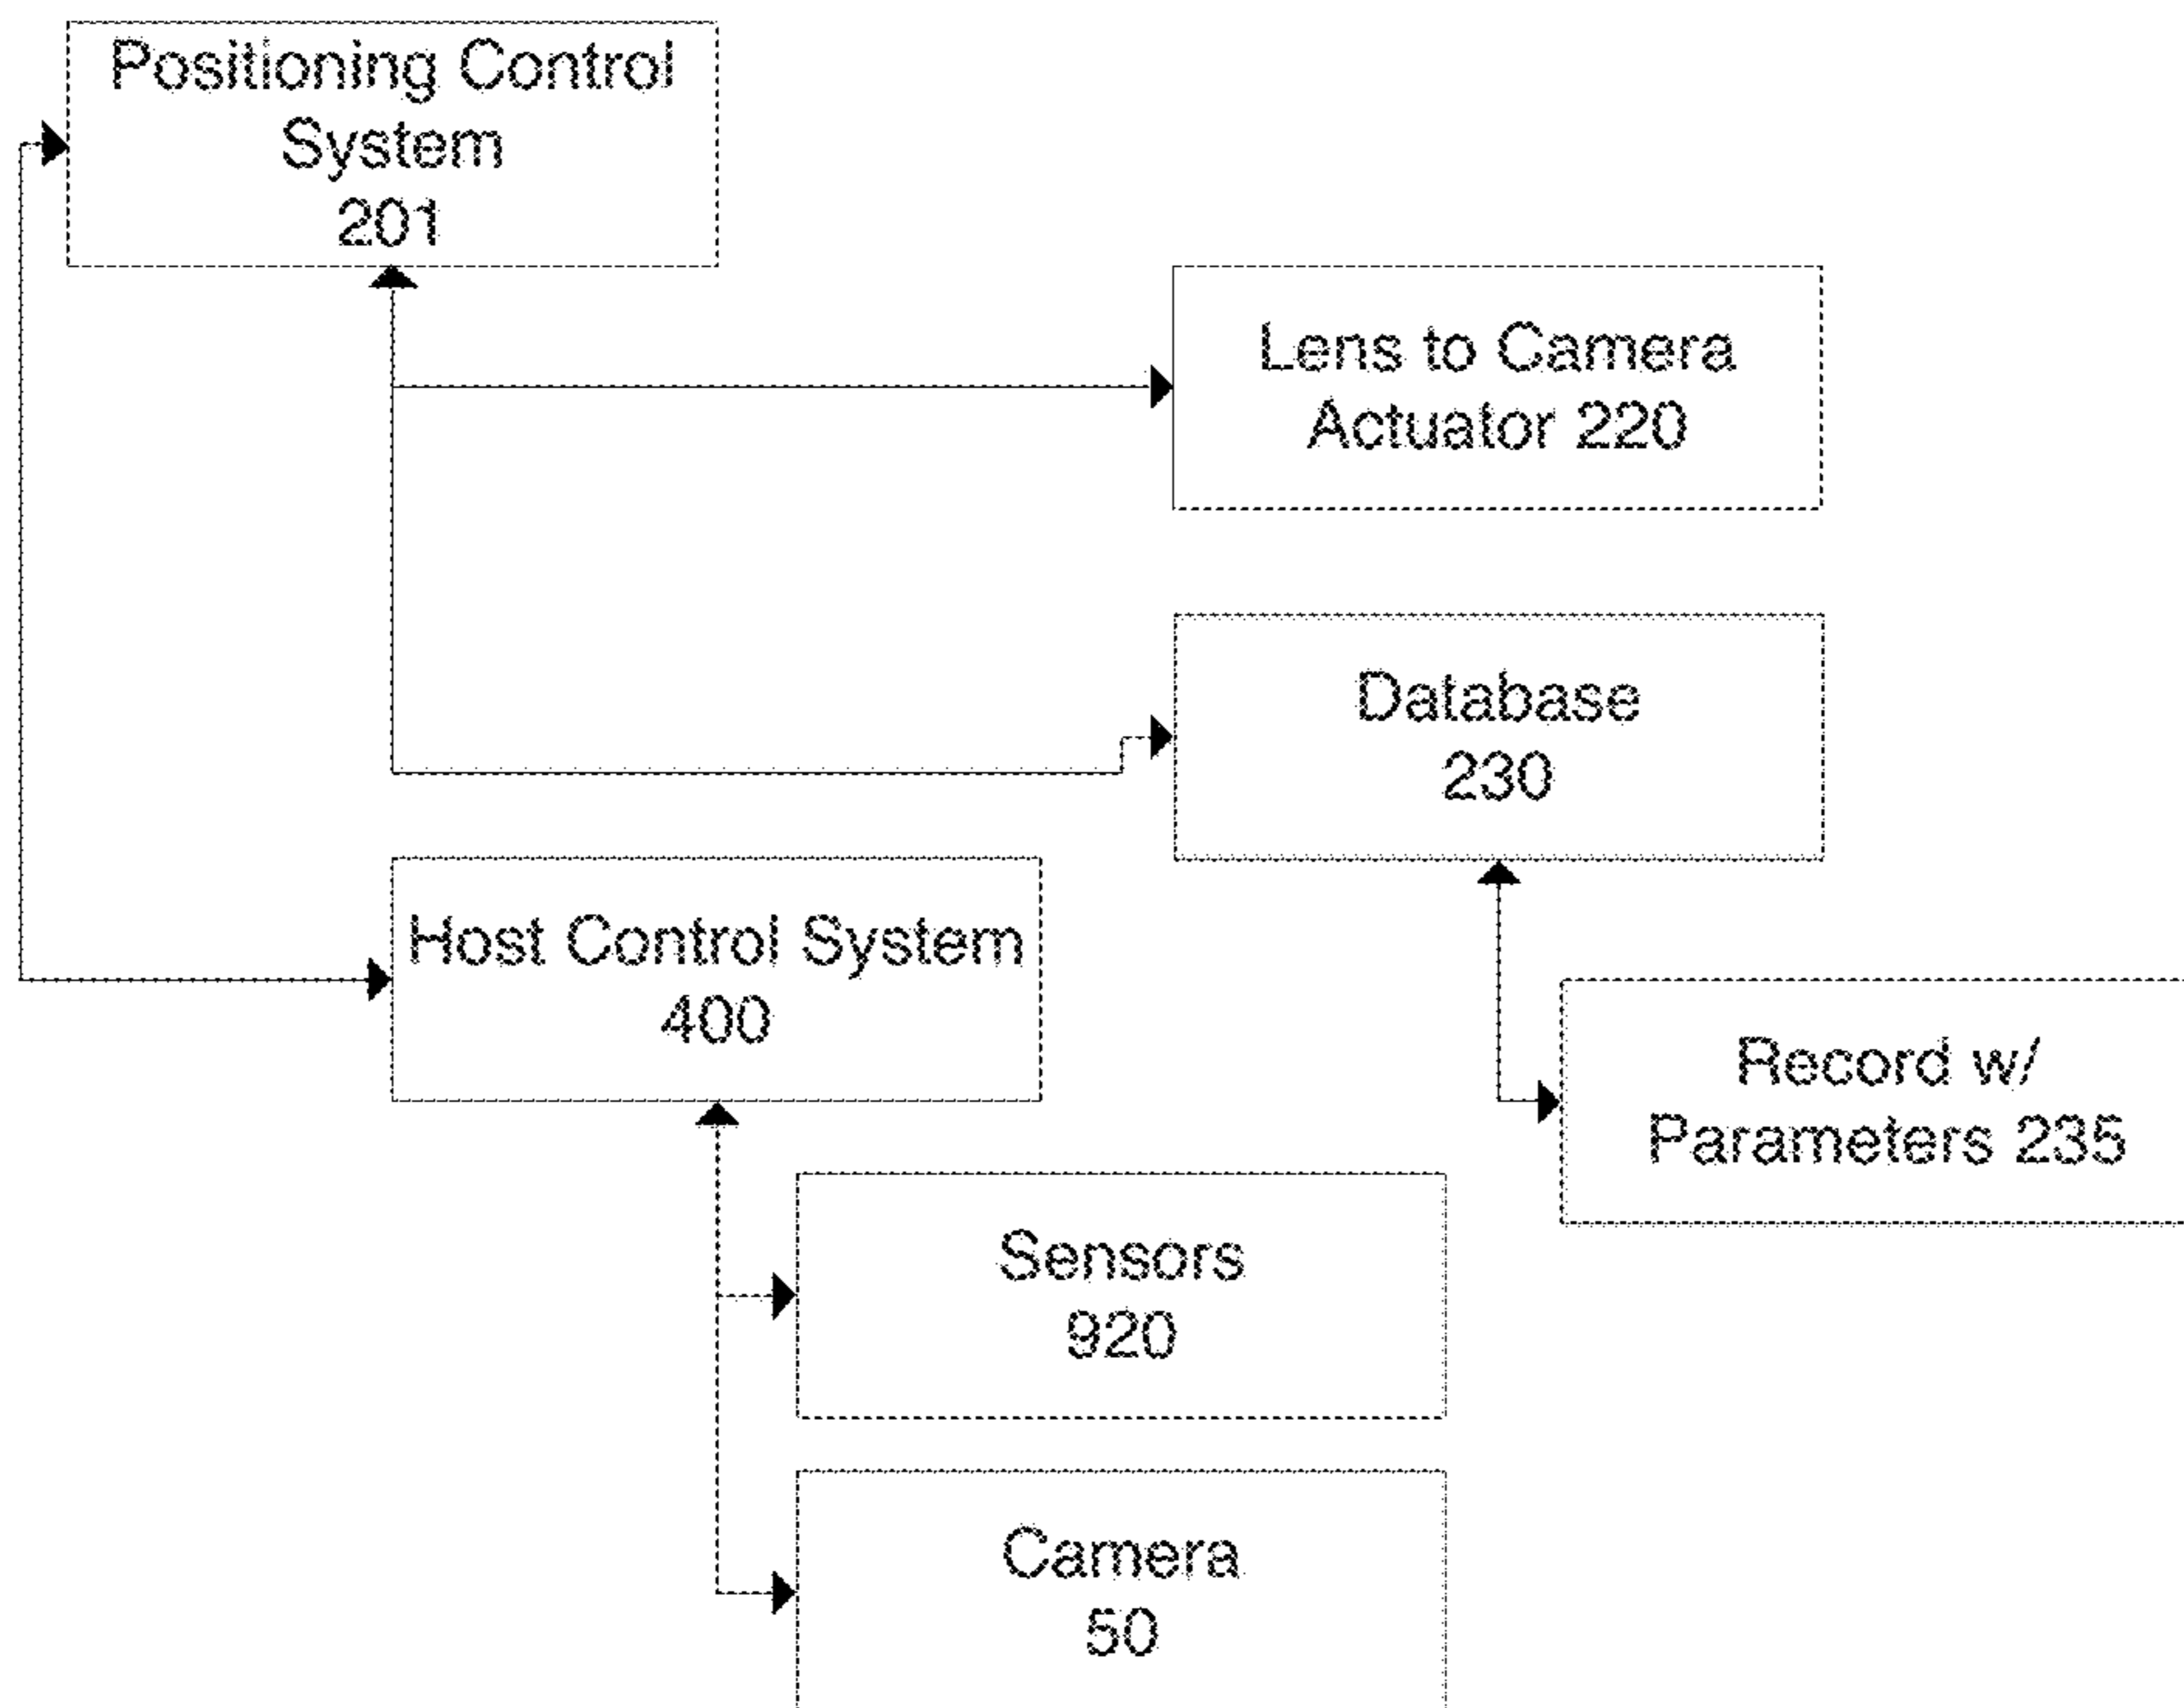 Positioning Control
System
201
Lens to Camera
Actuator 220
Database
230
Host Control System
400
Record w/
Parameters 235
Sensors
920
Camera
50